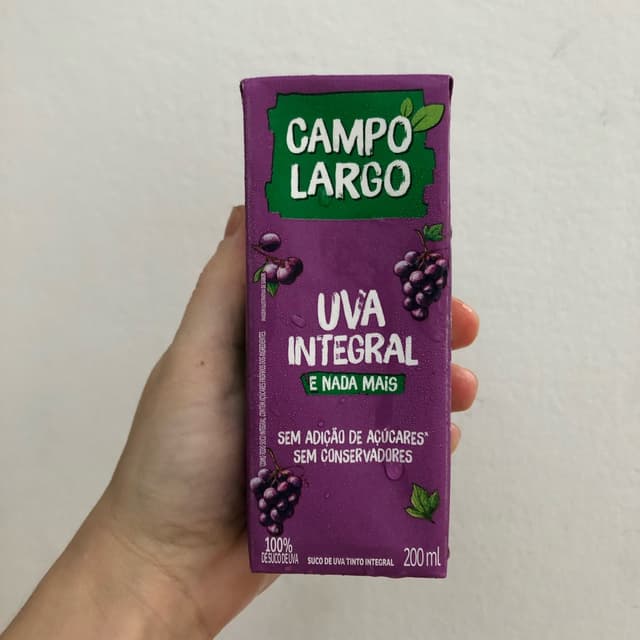 CAMPO
LARGO
UVA
INTEGRAL
E NADA MAIS
SEM ADIÇÃO DE AÇÚCARES*
SEM CONSERVADORES
100%
DE SUCO DE UVA
SUCO DE UVA TINTO INTEGRAL
200 ml